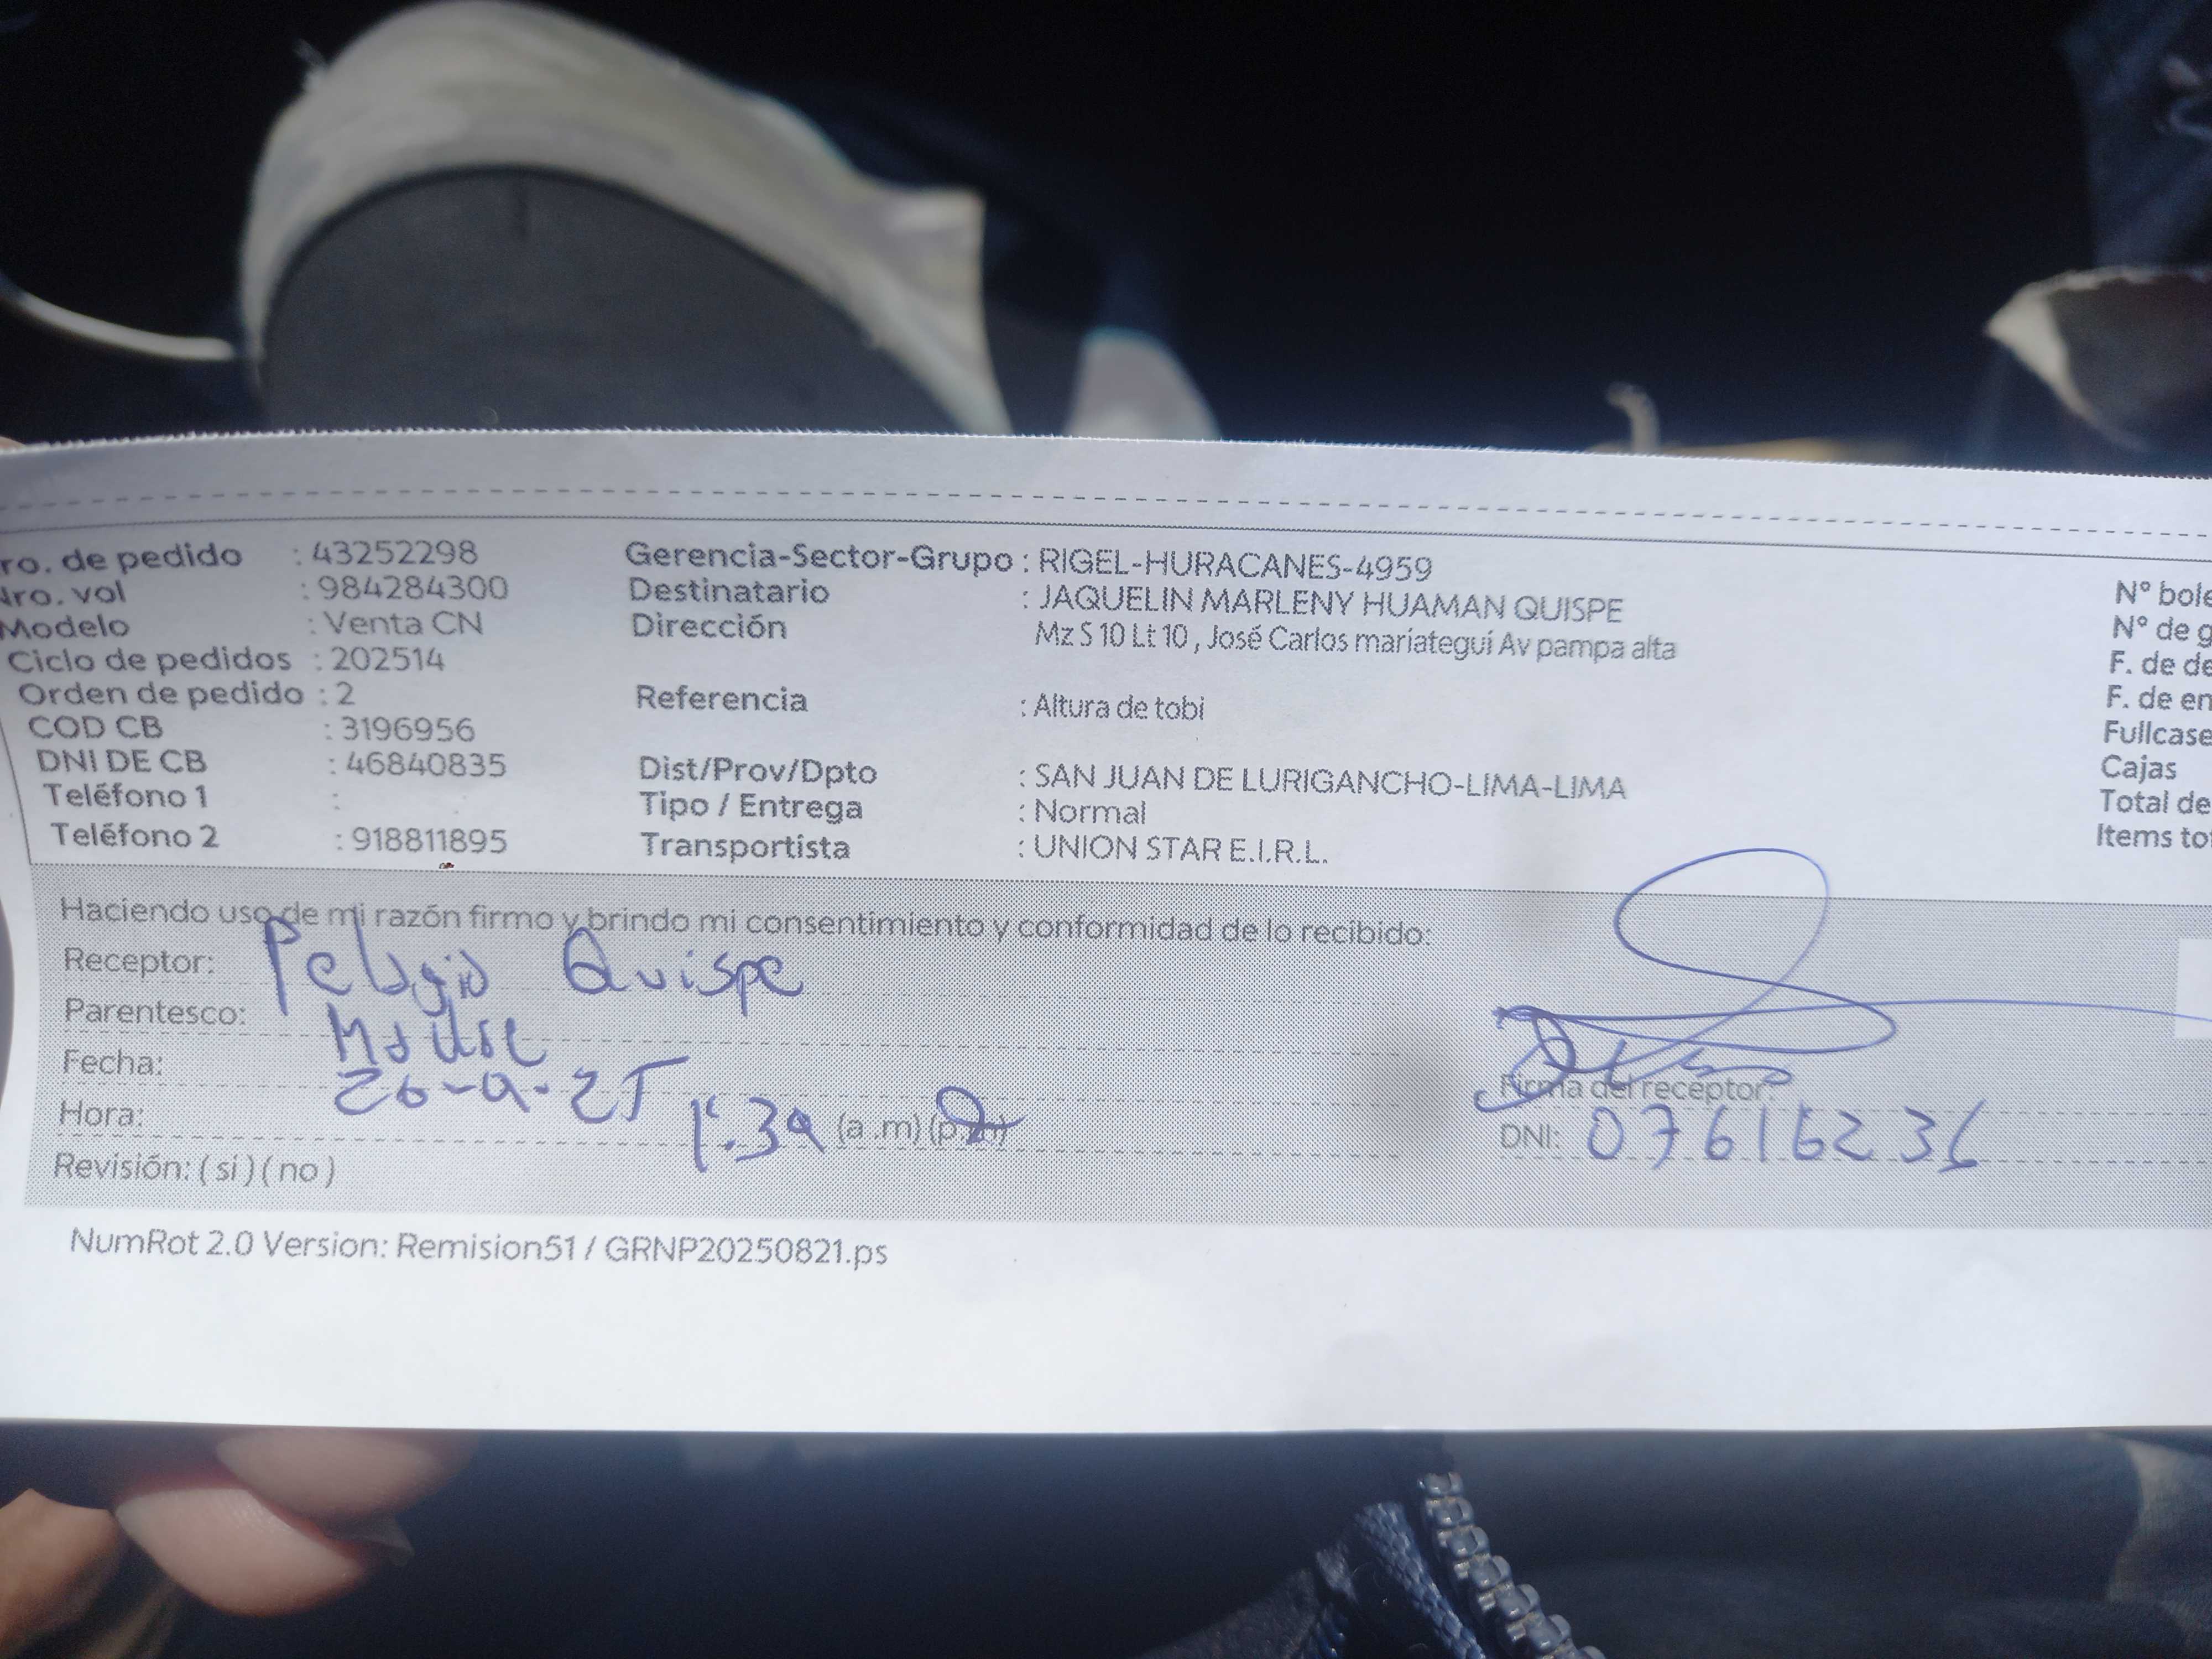 ro. de pedido : 43252298
Nro. vol : 984284300
Modelo : Venta CN
Ciclo de pedidos : 202514
Orden de pedido : 2
COD CB : 3196956
DNI DE CB : 46840835
Teléfono 1 :
Teléfono 2 : 918811895
Gerencia-Sector-Grupo : RIGEL-HURACANES-4959
Destinatario : JAQUELIN MARLENY HUAMAN QUISPE
Dirección Mz S 10 Lt 10 , José Carlos mariateguí Av pampa alta
Referencia : Altura de tobi
Dist/Prov/Dpto : SAN JUAN DE LURIGANCHO-LIMA-LIMA
Tipo / Entrega : Normal
Transportista : UNION STAR E.I.R.L.
N° bole
N° de g
F. de de
F. de en
Fullcase
Cajas
Total de
Items to
Haciendo uso de mi razón firmo y brindo mi consentimiento y conformidad de lo recibido:
Receptor: Pelagio Quispe
Parentesco:
Fecha: 26-9-25
Hora: 1:39 (a .m) (p.m)
Revisión: ( si ) ( no )
Firma del receptor:
DNI: 07616236
NumRot 2.0 Version: Remision51 / GRNP20250821.ps